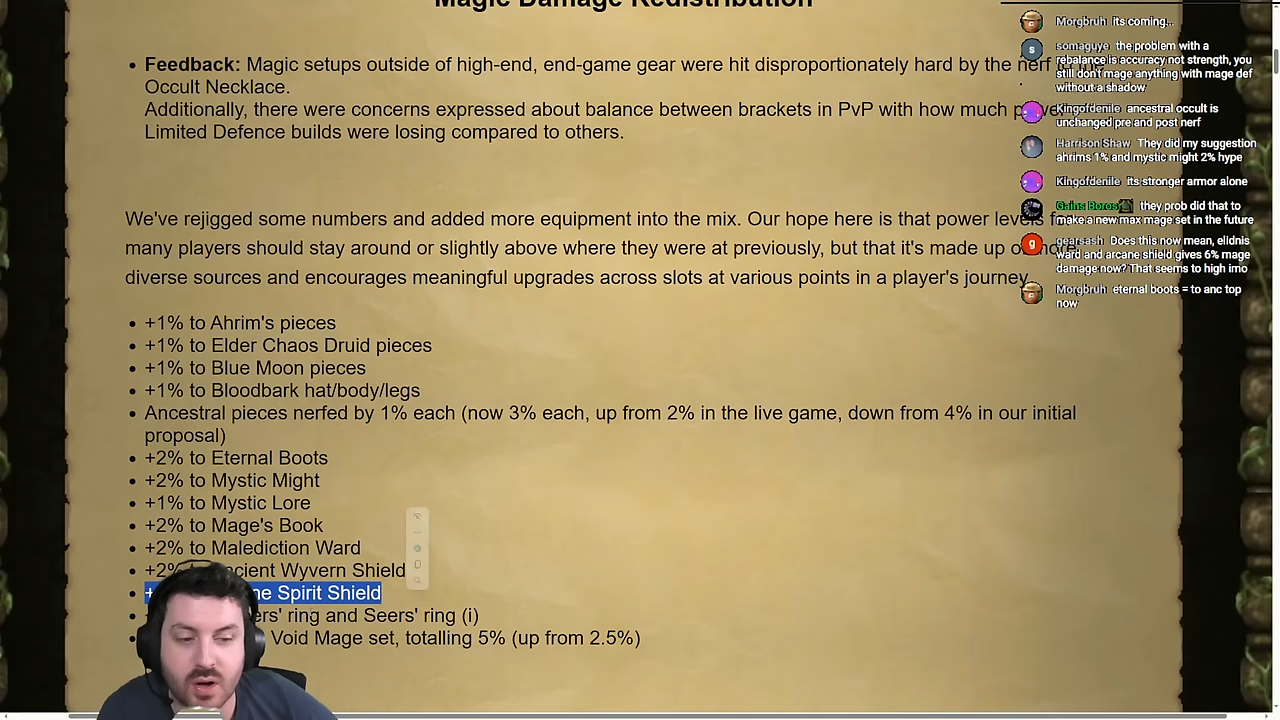 Magic Damage Redistribution
Feedback: Magic setups outside of high-end, end-game gear were hit disproportionately hard by the nerf
Occult Necklace.
Additionally, there were concerns expressed about balance between brackets in PvP with how much
Limited Defence builds were losing compared to others.
We've rejigged some numbers and added more equipment into the mix. Our hope here is that power levels
many players should stay around or slightly above where they were at previously, but that it's made up
diverse sources and encourages meaningful upgrades across slots at various points in a player's journey.
+1% to Ahrim's pieces
+1% to Elder Chaos Druid pieces
+1% to Blue Moon pieces
+1% to Bloodbark hat/body/legs
Ancestral pieces nerfed by 1% each (now 3% each, up from 2% in the live game, down from 4% in our initial
proposal)
+2% to Eternal Boots
+2% to Mystic Might
+1% to Mystic Lore
+2% to Mage's Book
+2% to Malediction Ward
+2% Ancient Wyvern Shield
Spirit Shield
ring and Seers' ring (i)
Void Mage set, totalling 5% (up from 2.5%)
Morgbruh its coming...
somaguye the problem with a
rebalance is accuracy not strength, you
still don't mage anything with mage def
without a shadow
Kingofdenile ancestral occult is
unchanged pre and post nerf
Harrison Shaw They did my suggestion
ahrims 1% and mystic might 2% hype
Kingofdenile its stronger armor alone
Gains Boros they prob did that to
make a new max mage set in the future
gearsash Does this now mean, elidnis
ward and arcane shield gives 6% mage
damage now? That seems to high imo
Morgbruh eternal boots = to anc top
now